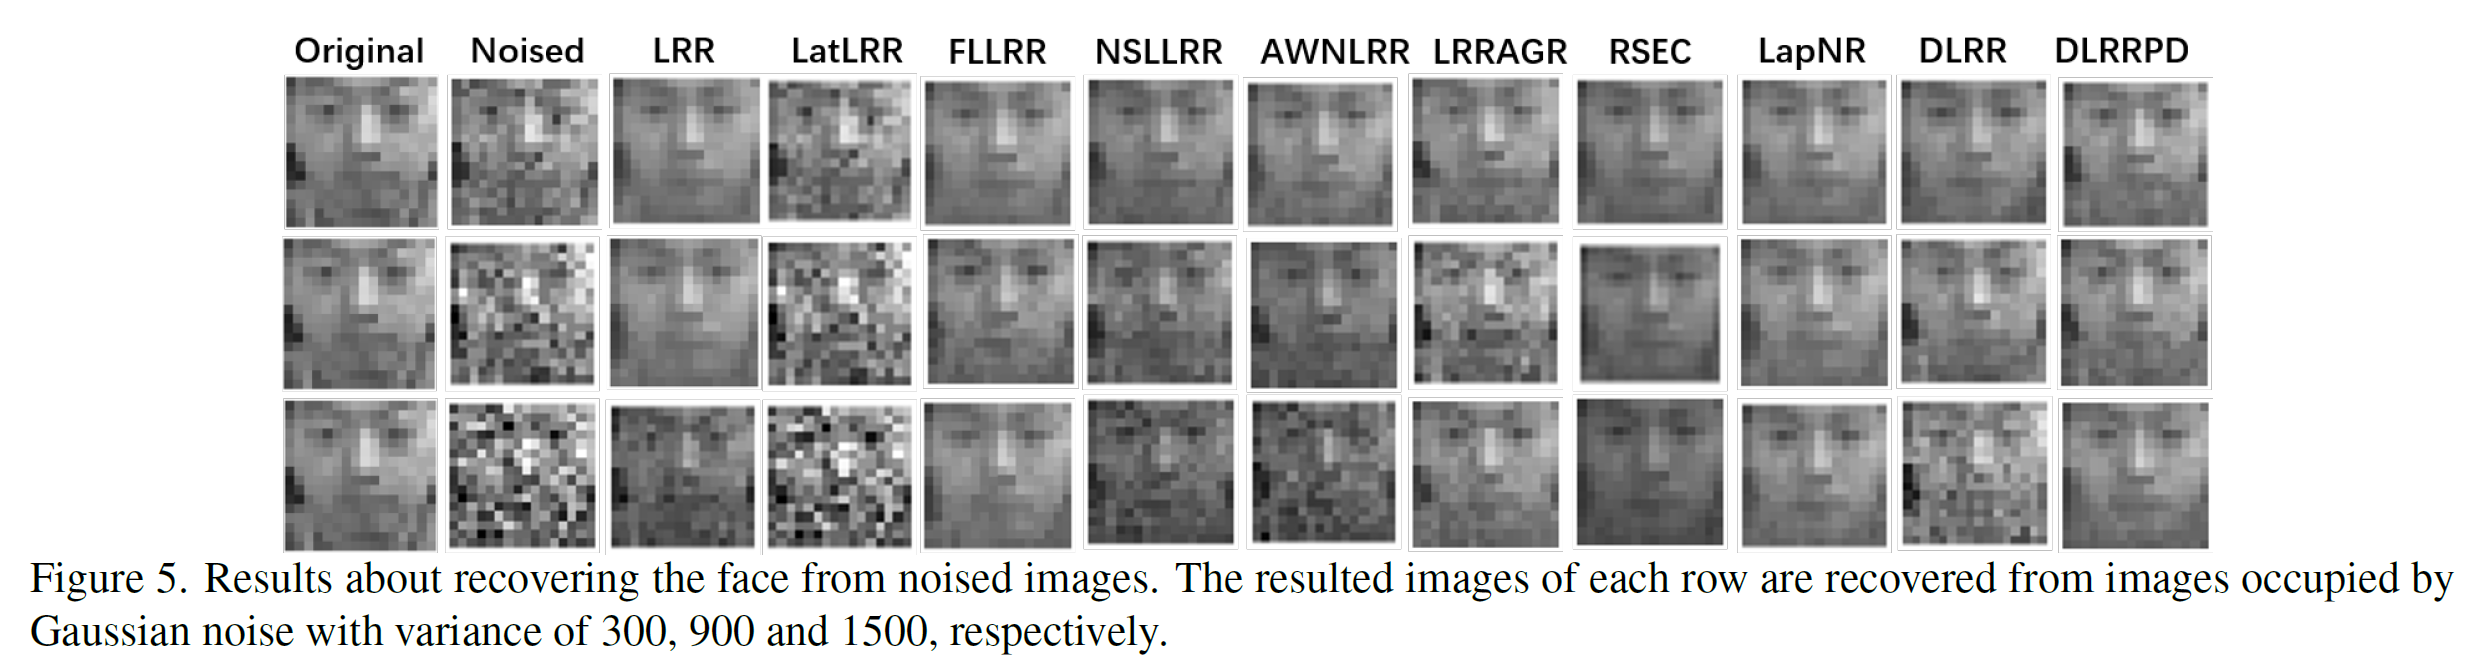 Original Noised LRR LatLRR FLLRR NSLLRR AWNLRR LRRAGR RSEC LapNR DLRR DLRRPD
Figure 5. Results about recovering the face from noised images. The resulted images of each row are recovered from images occupied by
Gaussian noise with variance of 300, 900 and 1500, respectively.